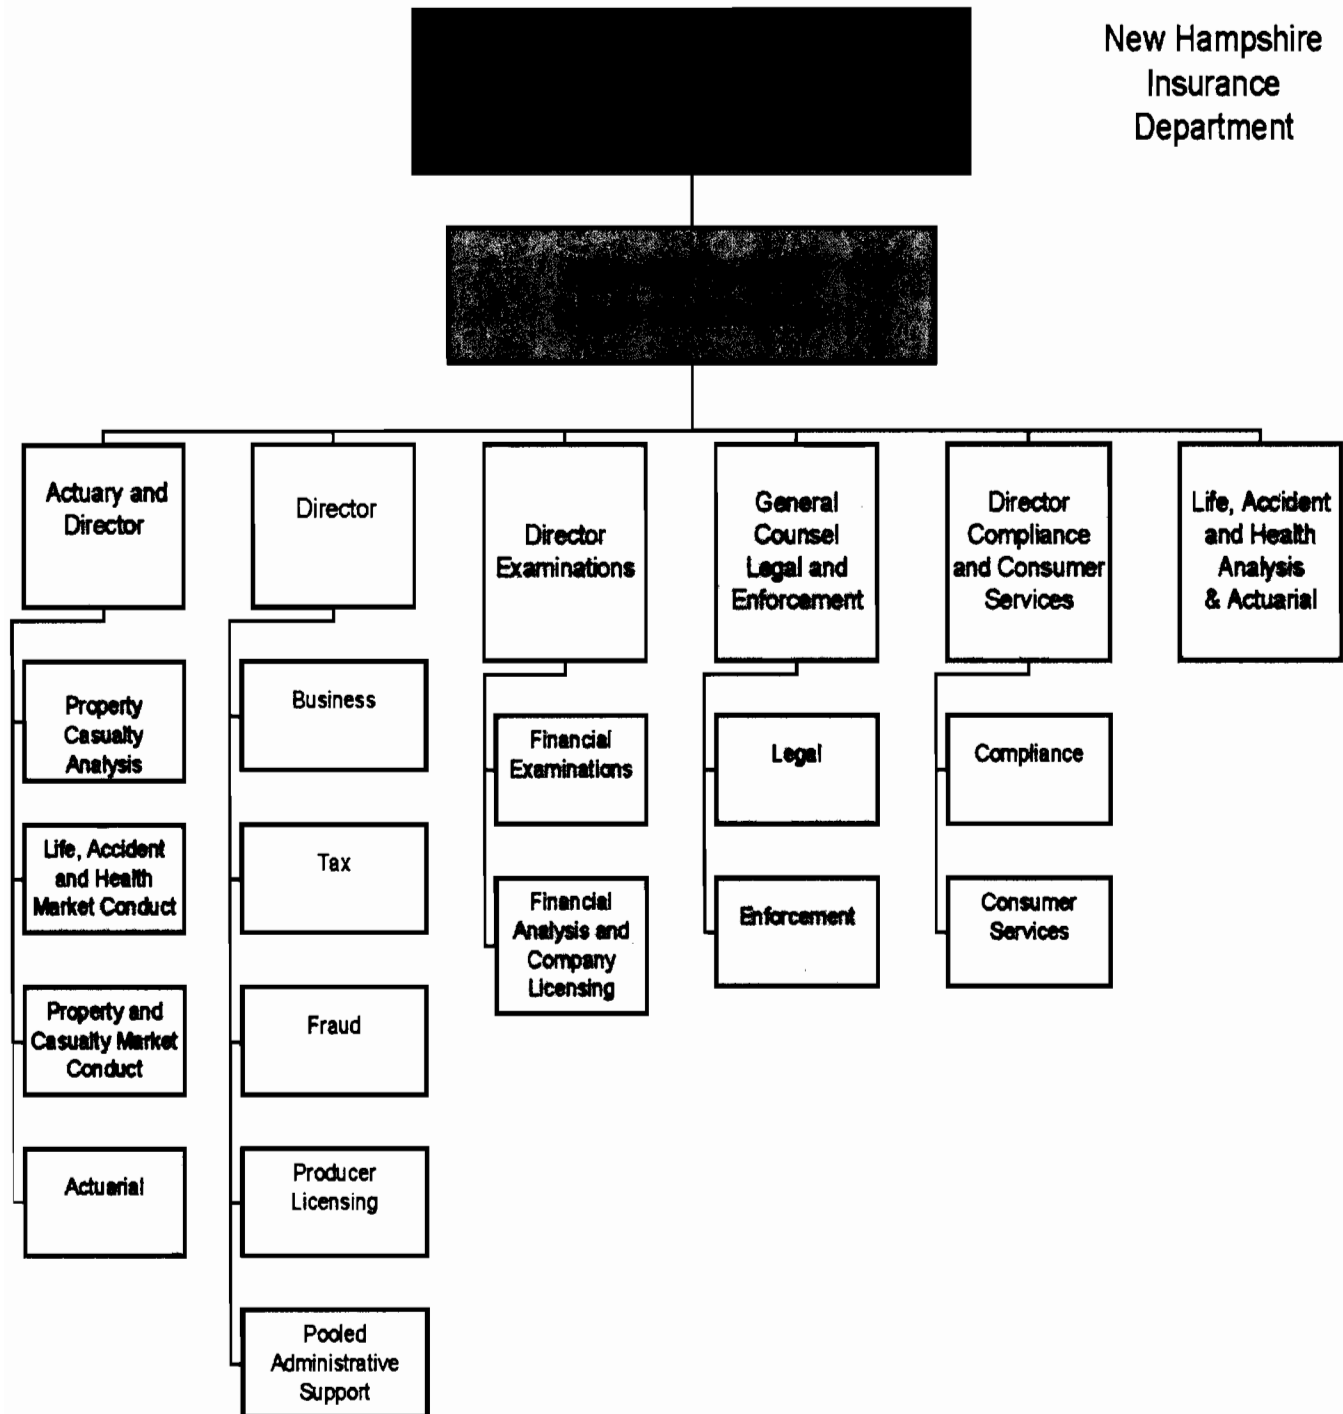 New Hampshire
Insurance
Department
Actuary and
Director
Director
Director
Examinations
General
Counsel
Legal and
Enforcement
Director
Compliance
and Consumer
Services
Life, Accident
and Health
Analysis
& Actuarial
Property
Casualty
Analysis
Life, Accident
and Health
Market Conduct
Property and
Casualty Market
Conduct
Actuarial
Business
Tax
Fraud
Producer
Licensing
Pooled
Administrative
Support
Financial
Examinations
Financial
Analysis and
Company
Licensing
Legal
Enforcement
Compliance
Consumer
Services